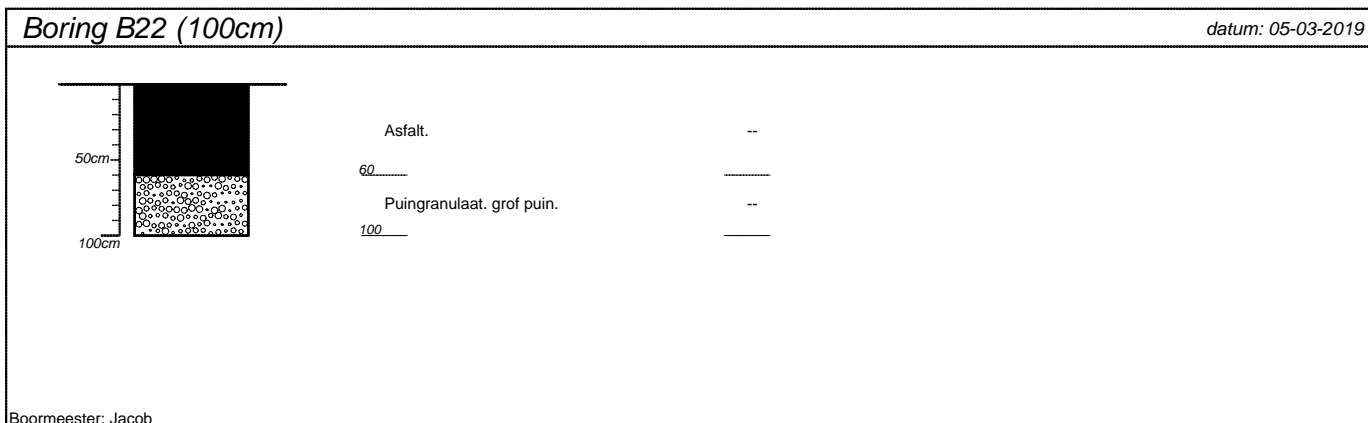 Boring B22 (100cm)
datum: 05-03-2019
Asfalt.
--
50cm
60
Puingranulaat. grof puin.
--
100
100cm
Boormeester: Jacob